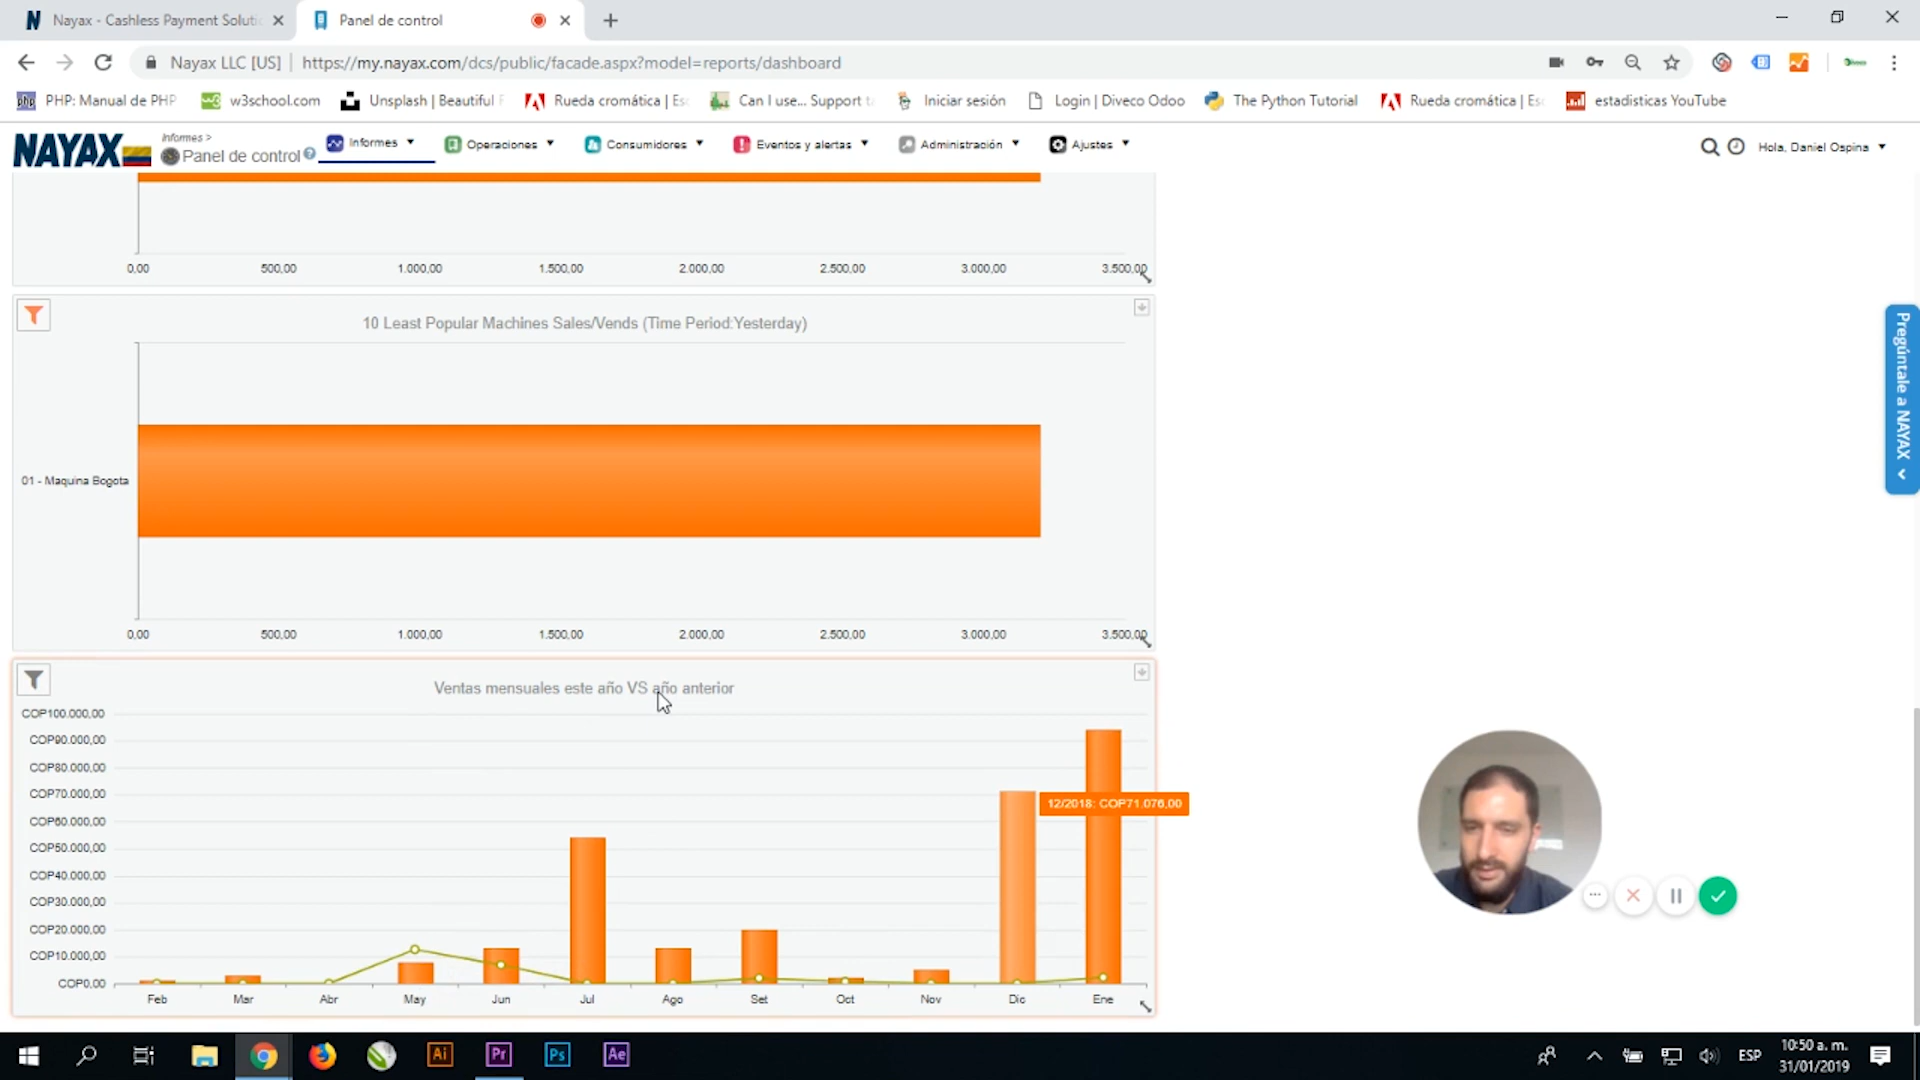 Nayax - Cashless Payment Soluti
Panel de control
Nayax LLC [US] | https://my.nayax.com/dcs/public/facade.aspx?model=reports/dashboard
PHP: Manual de PHP
w3school.com
Unsplash | Beautiful F
Rueda cromática | Es
Can I use... Support t
Iniciar sesión
Login | Diveco Odoo
The Python Tutorial
Rueda cromática | Es
estadisticas YouTube
NAYAX
Informes >
Panel de control
Informes
Operaciones
Consumidores
Eventos y alertas
Administración
Ajustes
Hola, Daniel Ospina
0,00 500,00 1.000,00 1.500,00 2.000,00 2.500,00 3.000,00 3.500,00
10 Least Popular Machines Sales/Vends (Time Period:Yesterday)
01 - Maquina Bogota
0,00 500,00 1.000,00 1.500,00 2.000,00 2.500,00 3.000,00 3.500,00
Pregúntale a NAYAX
Ventas mensuales este año VS año anterior
COP100.000,00
COP90.000,00
COP80.000,00
COP70.000,00
COP60.000,00
COP50.000,00
COP40.000,00
COP30.000,00
COP20.000,00
COP10.000,00
COP0,00
12/2018: COP71.076,00
Feb Mar Abr May Jun Jul Ago Set Oct Nov Dic Ene
Ai
Pr
Ps
Ae
ESP
10:50 a. m.
31/01/2019